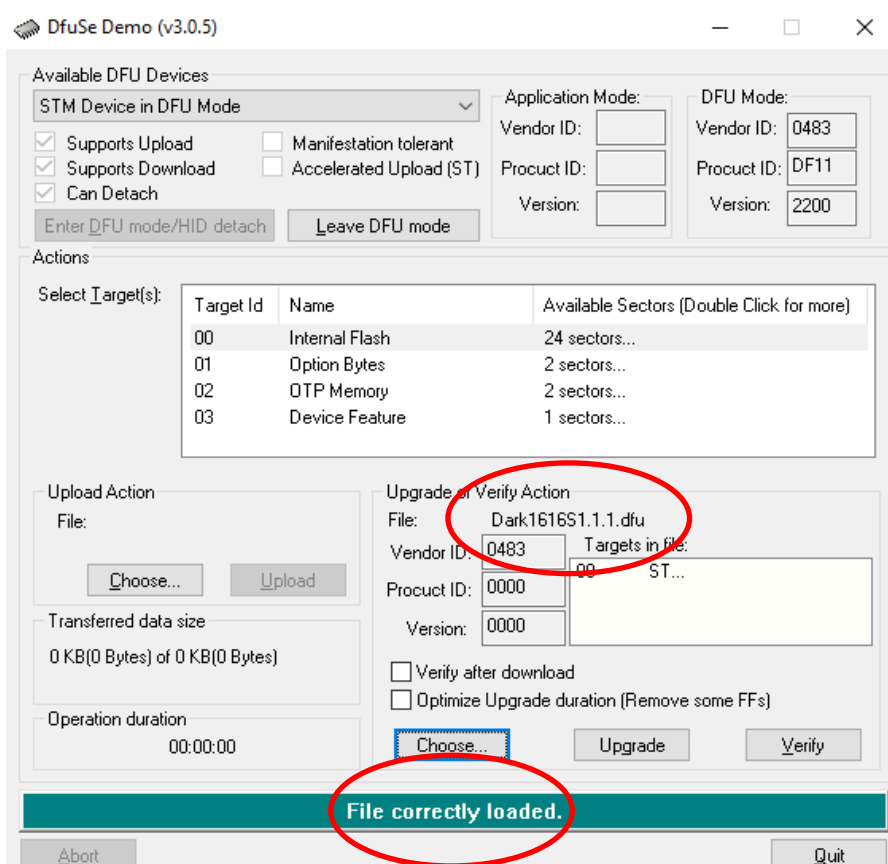 DfuSe Demo (v3.0.5)
Available DFU Devices
STM Device in DFU Mode
Supports Upload
Manifestation tolerant
Supports Download
Accelerated Upload (ST)
Can Detach
Enter DFU mode/HID detach
Leave DFU mode
Application Mode:
Vendor ID:
Procuct ID:
Version:
DFU Mode:
Vendor ID: 0483
Procuct ID: DF11
Version: 2200
Actions
Select Target(s):
Target Id Name Available Sectors (Double Click for more)
00 Internal Flash 24 sectors...
01 Option Bytes 2 sectors...
02 OTP Memory 2 sectors...
03 Device Feature 1 sectors...
Upload Action
File:
Choose... Upload
Transferred data size
0 KB(0 Bytes) of 0 KB(0 Bytes)
Operation duration
00:00:00
Upgrade or Verify Action
File: Dark1616S1.1.1.dfu
Vendor ID: 0483
Procuct ID: 0000
Version: 0000
Targets in file:
00 ST...
Verify after download
Optimize Upgrade duration (Remove some FFs)
Choose... Upgrade Verify
File correctly loaded.
Abort Quit